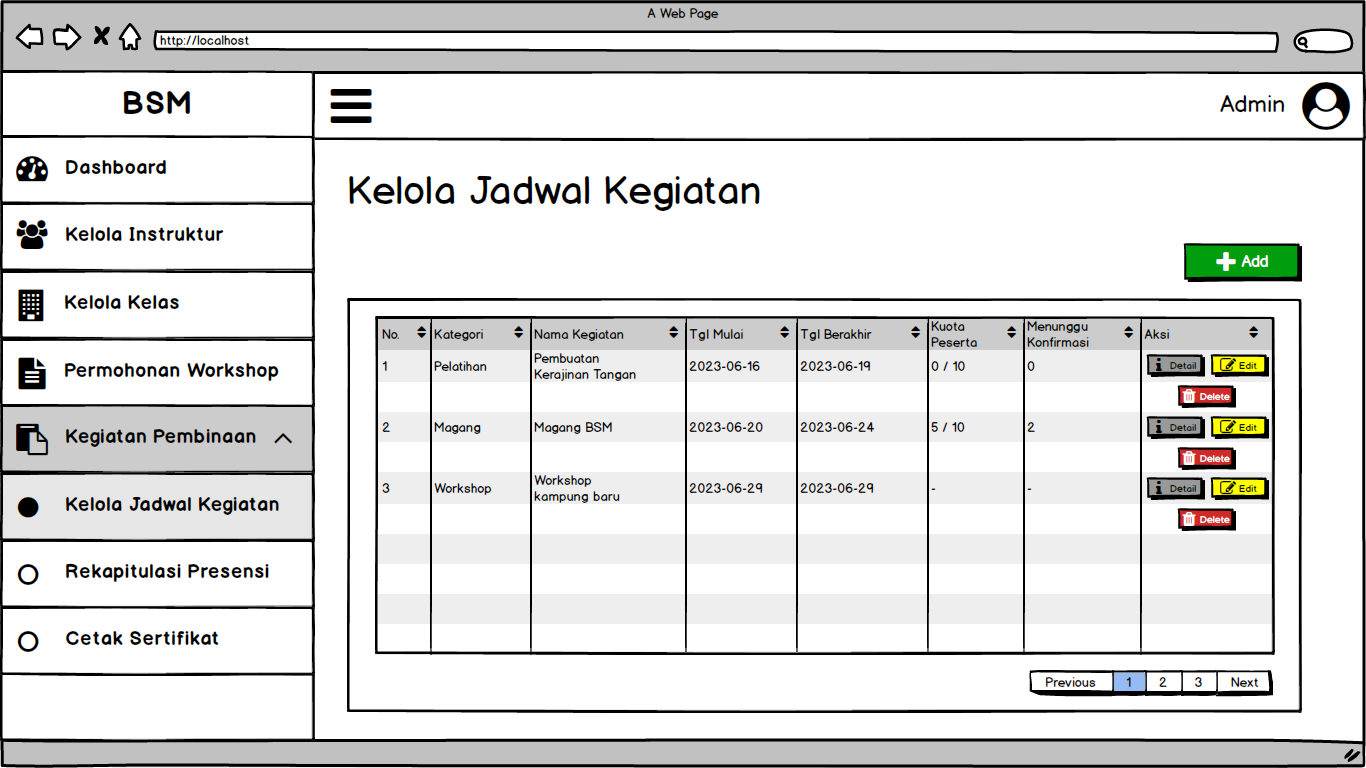 A Web Page
http://localhost
BSM
Admin
Dashboard
Kelola Instruktur
Kelola Kelas
Permohonan Workshop
Kegiatan Pembinaan
Kelola Jadwal Kegiatan
Rekapitulasi Presensi
Cetak Sertifikat
Kelola Jadwal Kegiatan
Add
No. Kategori Nama Kegiatan Tgl Mulai Tgl Berakhir Kuota Peserta Menunggu Konfirmasi Aksi
1 Pelatihan Pembuatan Kerajinan Tangan 2023-06-16 2023-06-19 0 / 10 0 Detail Edit
Delete
2 Magang Magang BSM 2023-06-20 2023-06-24 5 / 10 2 Detail Edit
Delete
3 Workshop Workshop kampung baru 2023-06-29 2023-06-29 - - Detail Edit
Delete
Previous 1 2 3 Next